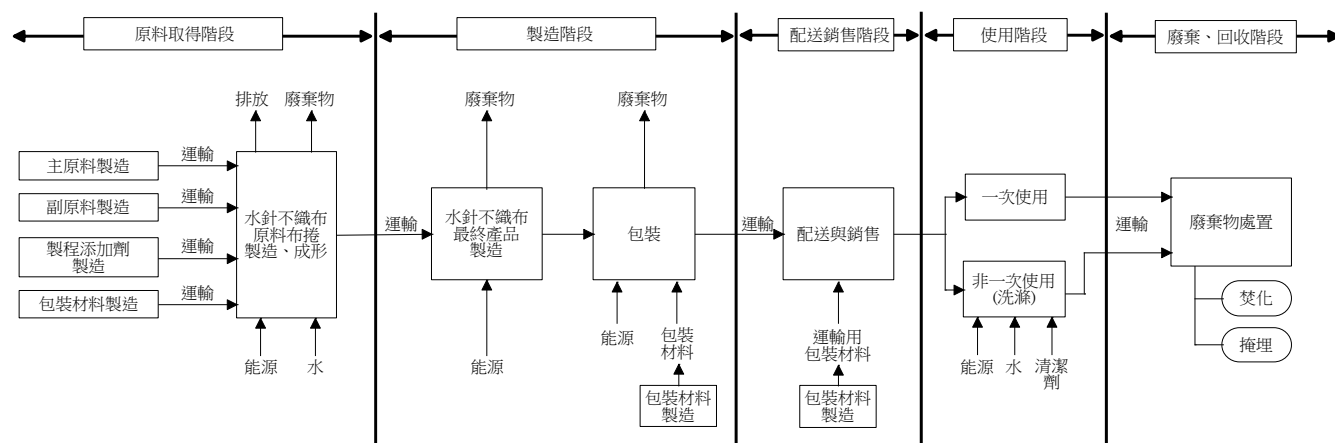 原料取得階段
製造階段
配送銷售階段
使用階段
廢棄、回收階段
排放
廢棄物
主原料製造
運輸
副原料製造
運輸
製程添加劑
製造
運輸
包裝材料製造
運輸
水針不織布
原料布捲
製造、成形
能源
水
運輸
廢棄物
水針不織布
最終產品
製造
能源
廢棄物
包裝
能源
包裝
材料
包裝材料
製造
運輸
配送與銷售
運輸用
包裝材料
包裝材料
製造
一次使用
非一次使用
(洗滌)
能源
水
清潔
劑
運輸
廢棄物處置
焚化
掩埋